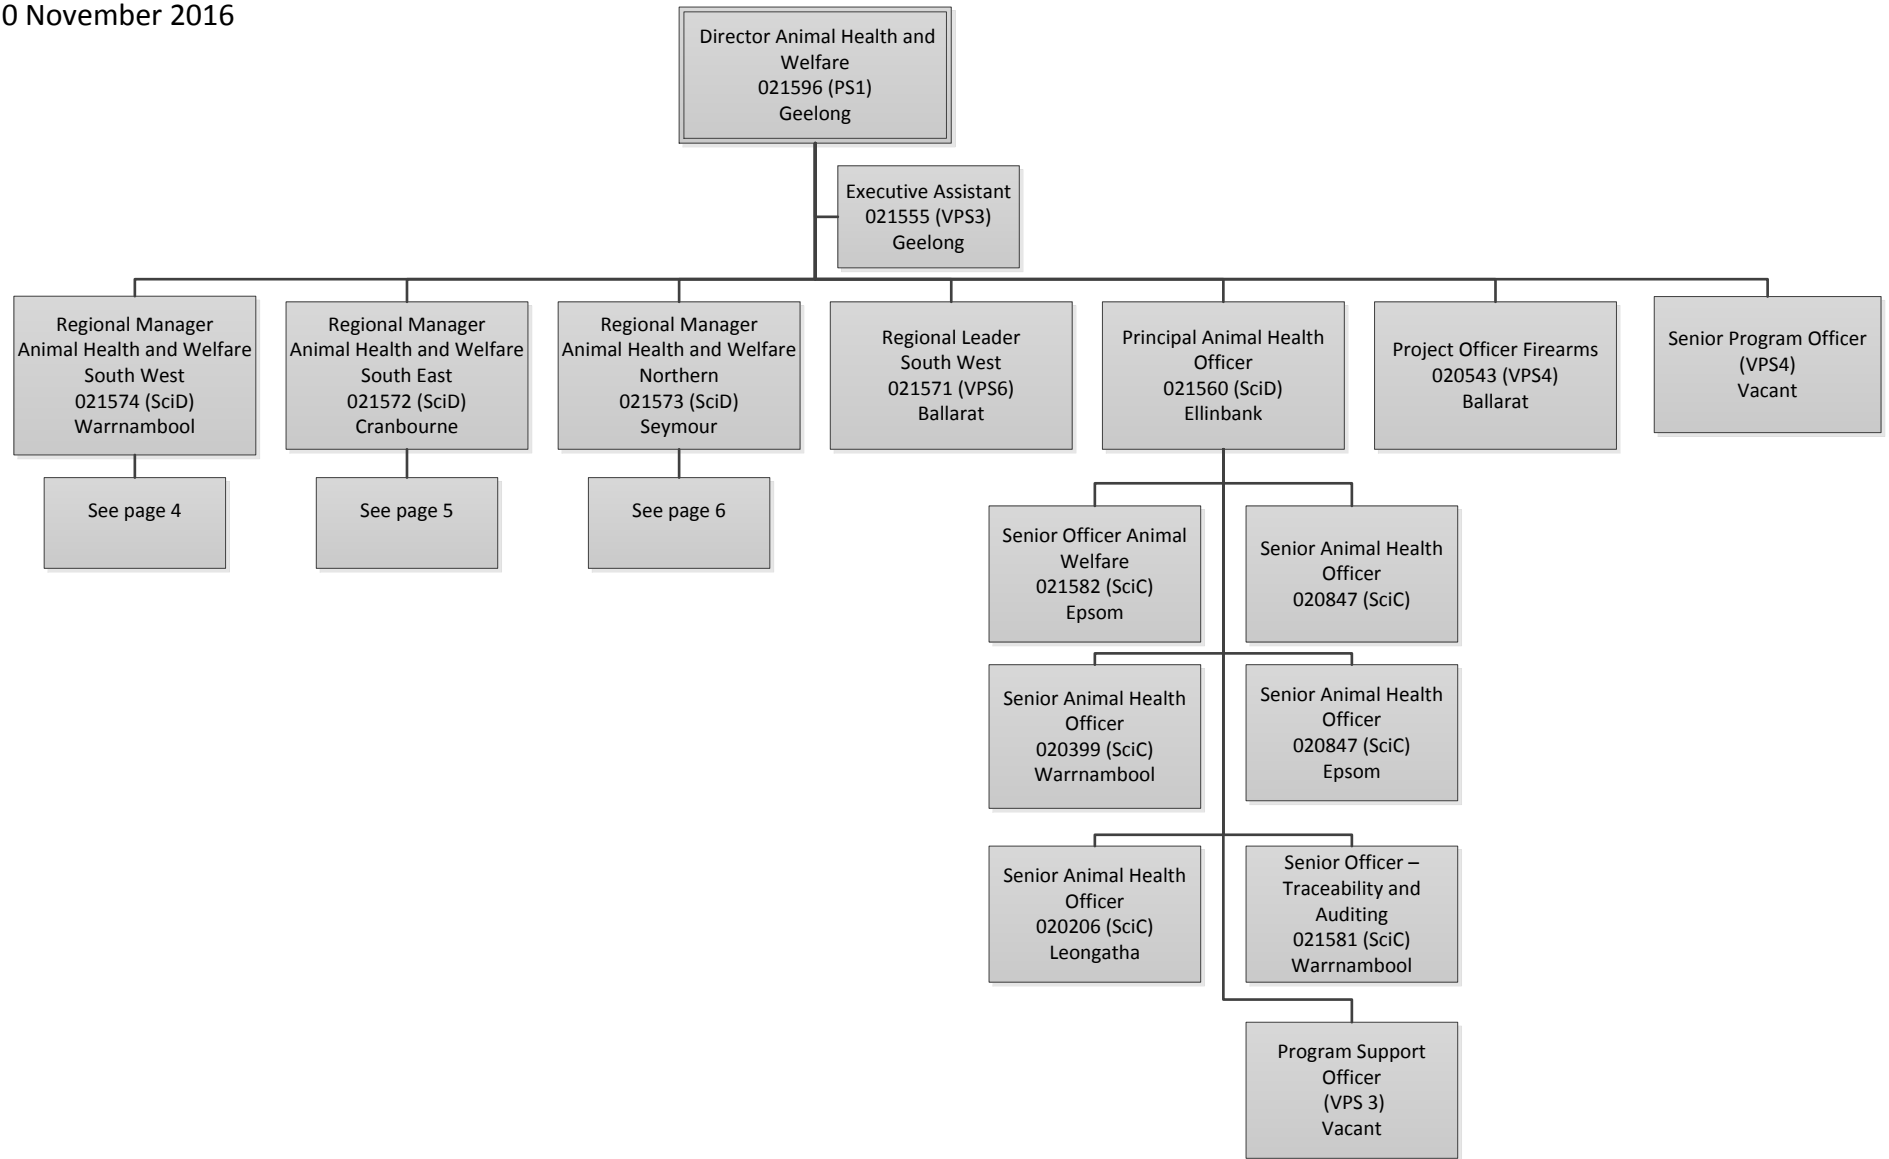 0 November 2016
Director Animal Health and
Welfare
021596 (PS1)
Geelong
Executive Assistant
021555 (VPS3)
Geelong
Regional Manager
Animal Health and Welfare
South West
021574 (SciD)
Warrnambool
Regional Manager
Animal Health and Welfare
South East
021572 (SciD)
Cranbourne
Regional Manager
Animal Health and Welfare
Northern
021573 (SciD)
Seymour
Regional Leader
South West
021571 (VPS6)
Ballarat
Principal Animal Health
Officer
021560 (SciD)
Ellinbank
Project Officer Firearms
020543 (VPS4)
Ballarat
Senior Program Officer
(VPS4)
Vacant
See page 4
See page 5
See page 6
Senior Officer Animal
Welfare
021582 (SciC)
Epsom
Senior Animal Health
Officer
020847 (SciC)
Senior Animal Health
Officer
020399 (SciC)
Warrnambool
Senior Animal Health
Officer
020847 (SciC)
Epsom
Senior Animal Health
Officer
020206 (SciC)
Leongatha
Senior Officer –
Traceability and
Auditing
021581 (SciC)
Warrnambool
Program Support
Officer
(VPS 3)
Vacant